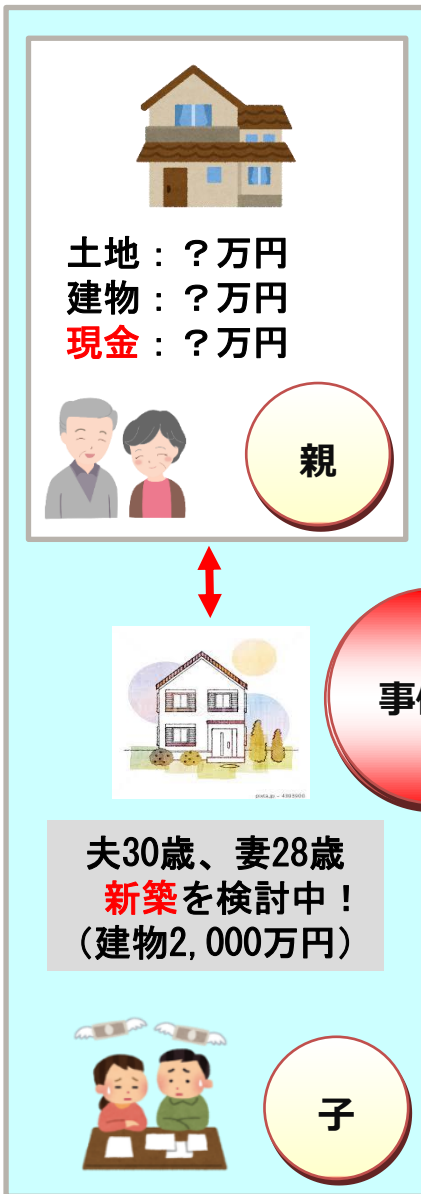 土地：？万円
建物：？万円
現金：？万円
親
夫30歳、妻28歳
新築を検討中！
（建物2,000万円）
子